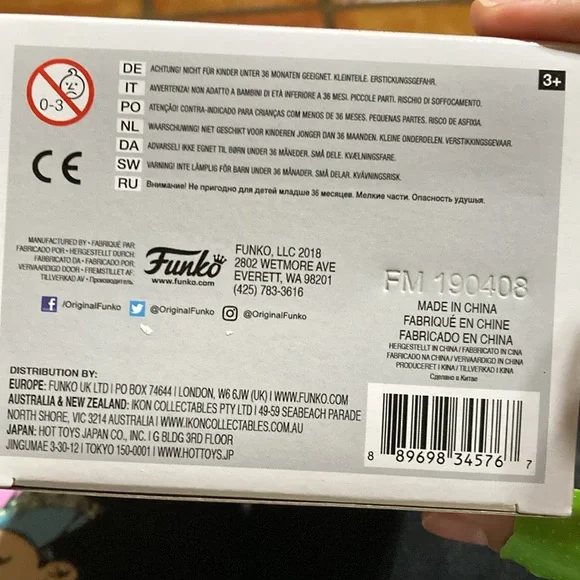 0-3
DE ACHTUNG! NICHT FÜR KINDER UNTER 36 MONATEN GEEIGNET. KLEINTEILE. ERSTICKUNGSGEFAHR.
IT AVVERTENZA! NON ADATTO A BAMBINI DI ETÀ INFERIORE A 36 MESI. PICCOLE PARTI. RISCHIO DI SOFFOCAMENTO.
PO ATENÇÃO! CONTRA-INDICADO PARA CRIANÇAS COM MENOS DE 36 MESES. PEQUENAS PARTES. RISCO DE ASFIXIA.
NL WAARSCHUWING! NIET GESCHIKT VOOR KINDEREN JONGER DAN 36 MAANDEN. KLEINE ONDERDELEN. VERSTIKKINGSGEVAAR.
DA ADVARSEL! IKKE EGNET TIL BØRN UNDER 36 MÅNEDER. SMÅ DELE. KVÆLNINGSFARE.
SW VARNING! INTE LÄMPLIG FÖR BARN UNDER 36 MÅNADER. SMÅ DELAR. KVÄVNINGSRISK.
RU Внимание! Не пригодно для детей младше 36 месяцев. Мелкие части. Опасность удушья.
3+
CE
MANUFACTURED BY • FABRIQUÉ PAR
FABRICADO POR • HERGESTELLT DURCH
FABBRICATO DA • FABRICADO POR
VERVAARDIGD DOOR • FREMSTILLET AF
TILLVERKAD AV • Производитель
Funko
www.funko.com
FUNKO, LLC 2018
2802 WETMORE AVE
EVERETT, WA 98201
(425) 783-3616
f /OriginalFunko @OriginalFunko @OriginalFunko
FM 190408
MADE IN CHINA
FABRIQUÉ EN CHINE
FABRICADO EN CHINA
HERGESTELLT IN CHINA / FABBRICATO IN CINA
FABRICADO NA CHINA / VERVAARDIGD IN CHINA
PRODUCERET I KINA / TILLVERKAD I KINA
Сделано в Китае
DISTRIBUTION BY:
EUROPE: FUNKO UK LTD | PO BOX 74644 | LONDON, W6 6JW (UK) | WWW.FUNKO.COM
AUSTRALIA & NEW ZEALAND: IKON COLLECTABLES PTY LTD | 49-59 SEABEACH PARADE
NORTH SHORE, VIC 3214 AUSTRALIA | WWW.IKONCOLLECTABLES.COM.AU
JAPAN: HOT TOYS JAPAN CO., INC. | G BLDG 3RD FLOOR
JINGUMAE 3-30-12 | TOKYO 150-0001 | WWW.HOTTOYS.JP
8 89698 34576 7